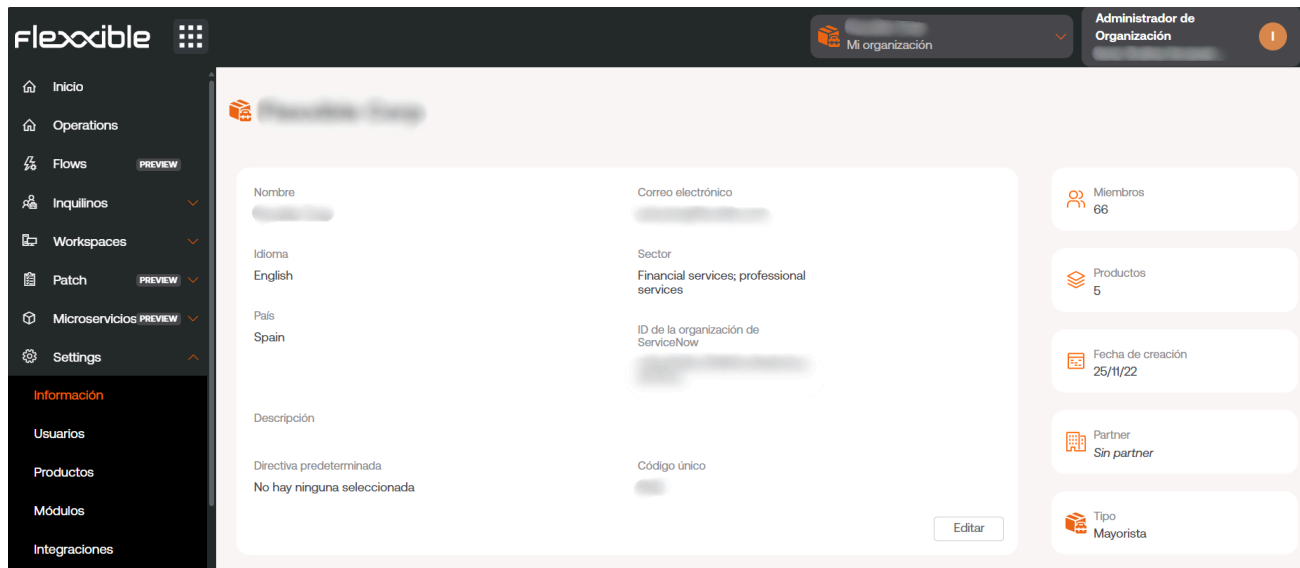 Flexxible
Mi organización
Administrador de
Organización
I
Inicio
Operations
Flows PREVIEW
Inquilinos
Workspaces
Patch PREVIEW
Microservicios PREVIEW
Settings
Información
Usuarios
Productos
Módulos
Integraciones
Nombre
Correo electrónico
Idioma
English
Sector
Financial services; professional
services
País
Spain
ID de la organización de
ServiceNow
Descripción
Directiva predeterminada
No hay ninguna seleccionada
Código único
Editar
Miembros
66
Productos
5
Fecha de creación
25/11/22
Partner
Sin partner
Tipo
Mayorista